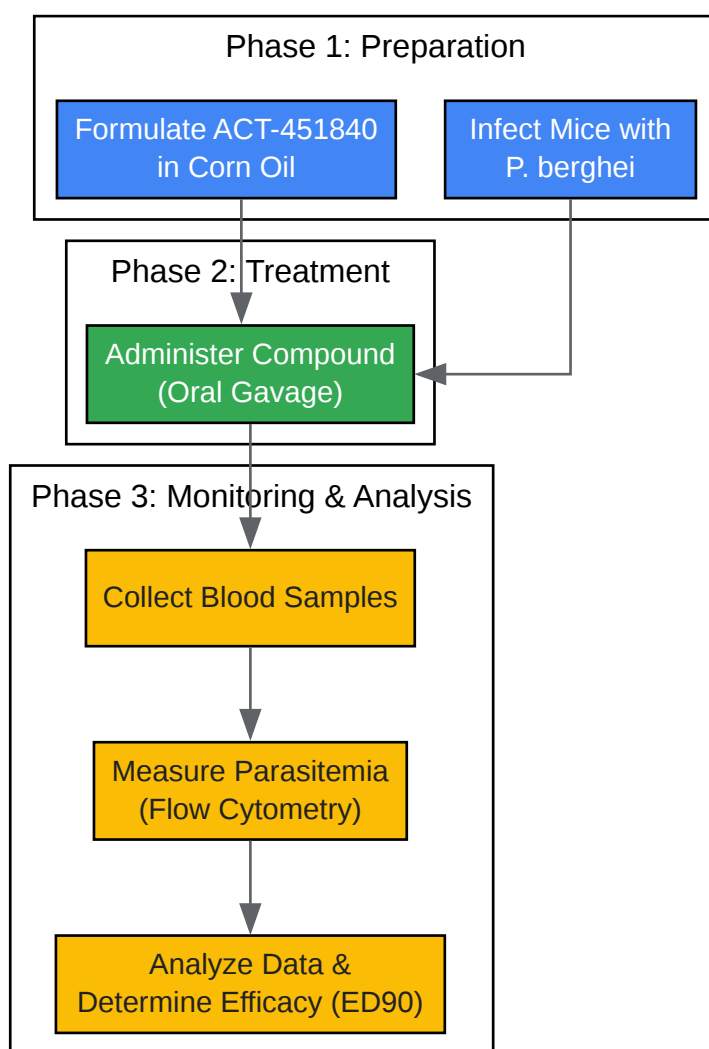 Phase 1: Preparation
Formulate ACT-451840
in Corn Oil
Infect Mice with
P. berghei
Phase 2: Treatment
Administer Compound
(Oral Gavage)
Phase 3: Monitoring & Analysis
Collect Blood Samples
Measure Parasitemia
(Flow Cytometry)
Analyze Data &
Determine Efficacy (ED90)